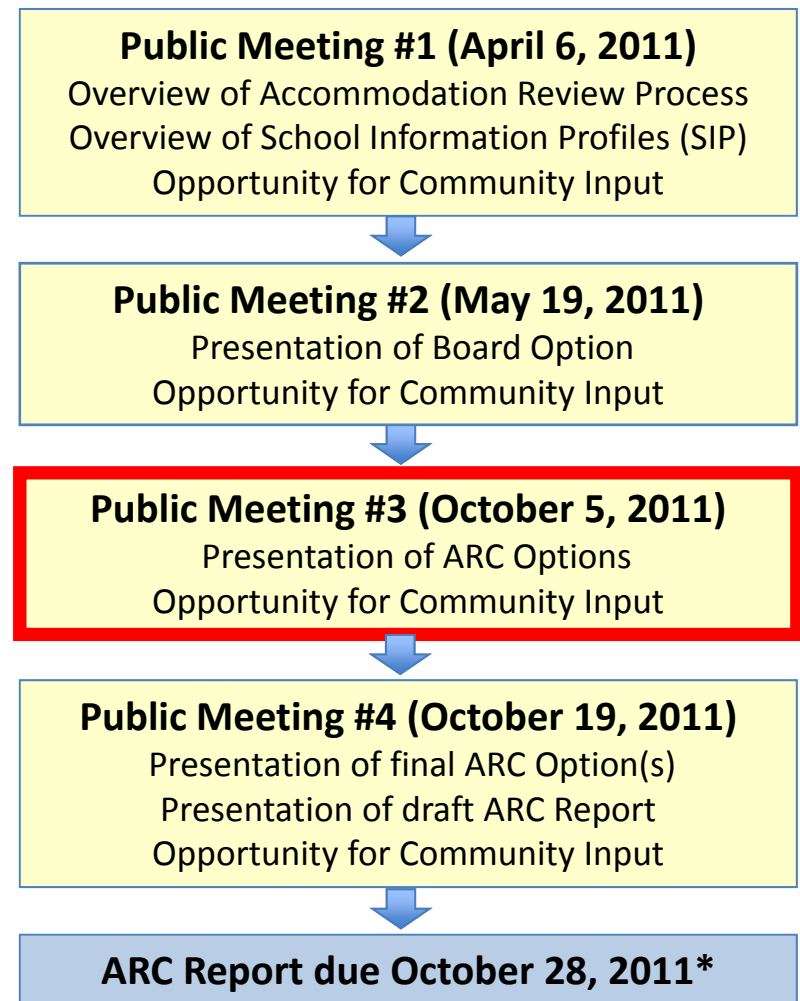 Public Meeting #1 (April 6, 2011)
Overview of Accommodation Review Process
Overview of School Information Profiles (SIP)
Opportunity for Community Input
Public Meeting #2 (May 19, 2011)
Presentation of Board Option
Opportunity for Community Input
Public Meeting #3 (October 5, 2011)
Presentation of ARC Options
Opportunity for Community Input
Public Meeting #4 (October 19, 2011)
Presentation of final ARC Option(s)
Presentation of draft ARC Report
Opportunity for Community Input
ARC Report due October 28, 2011*